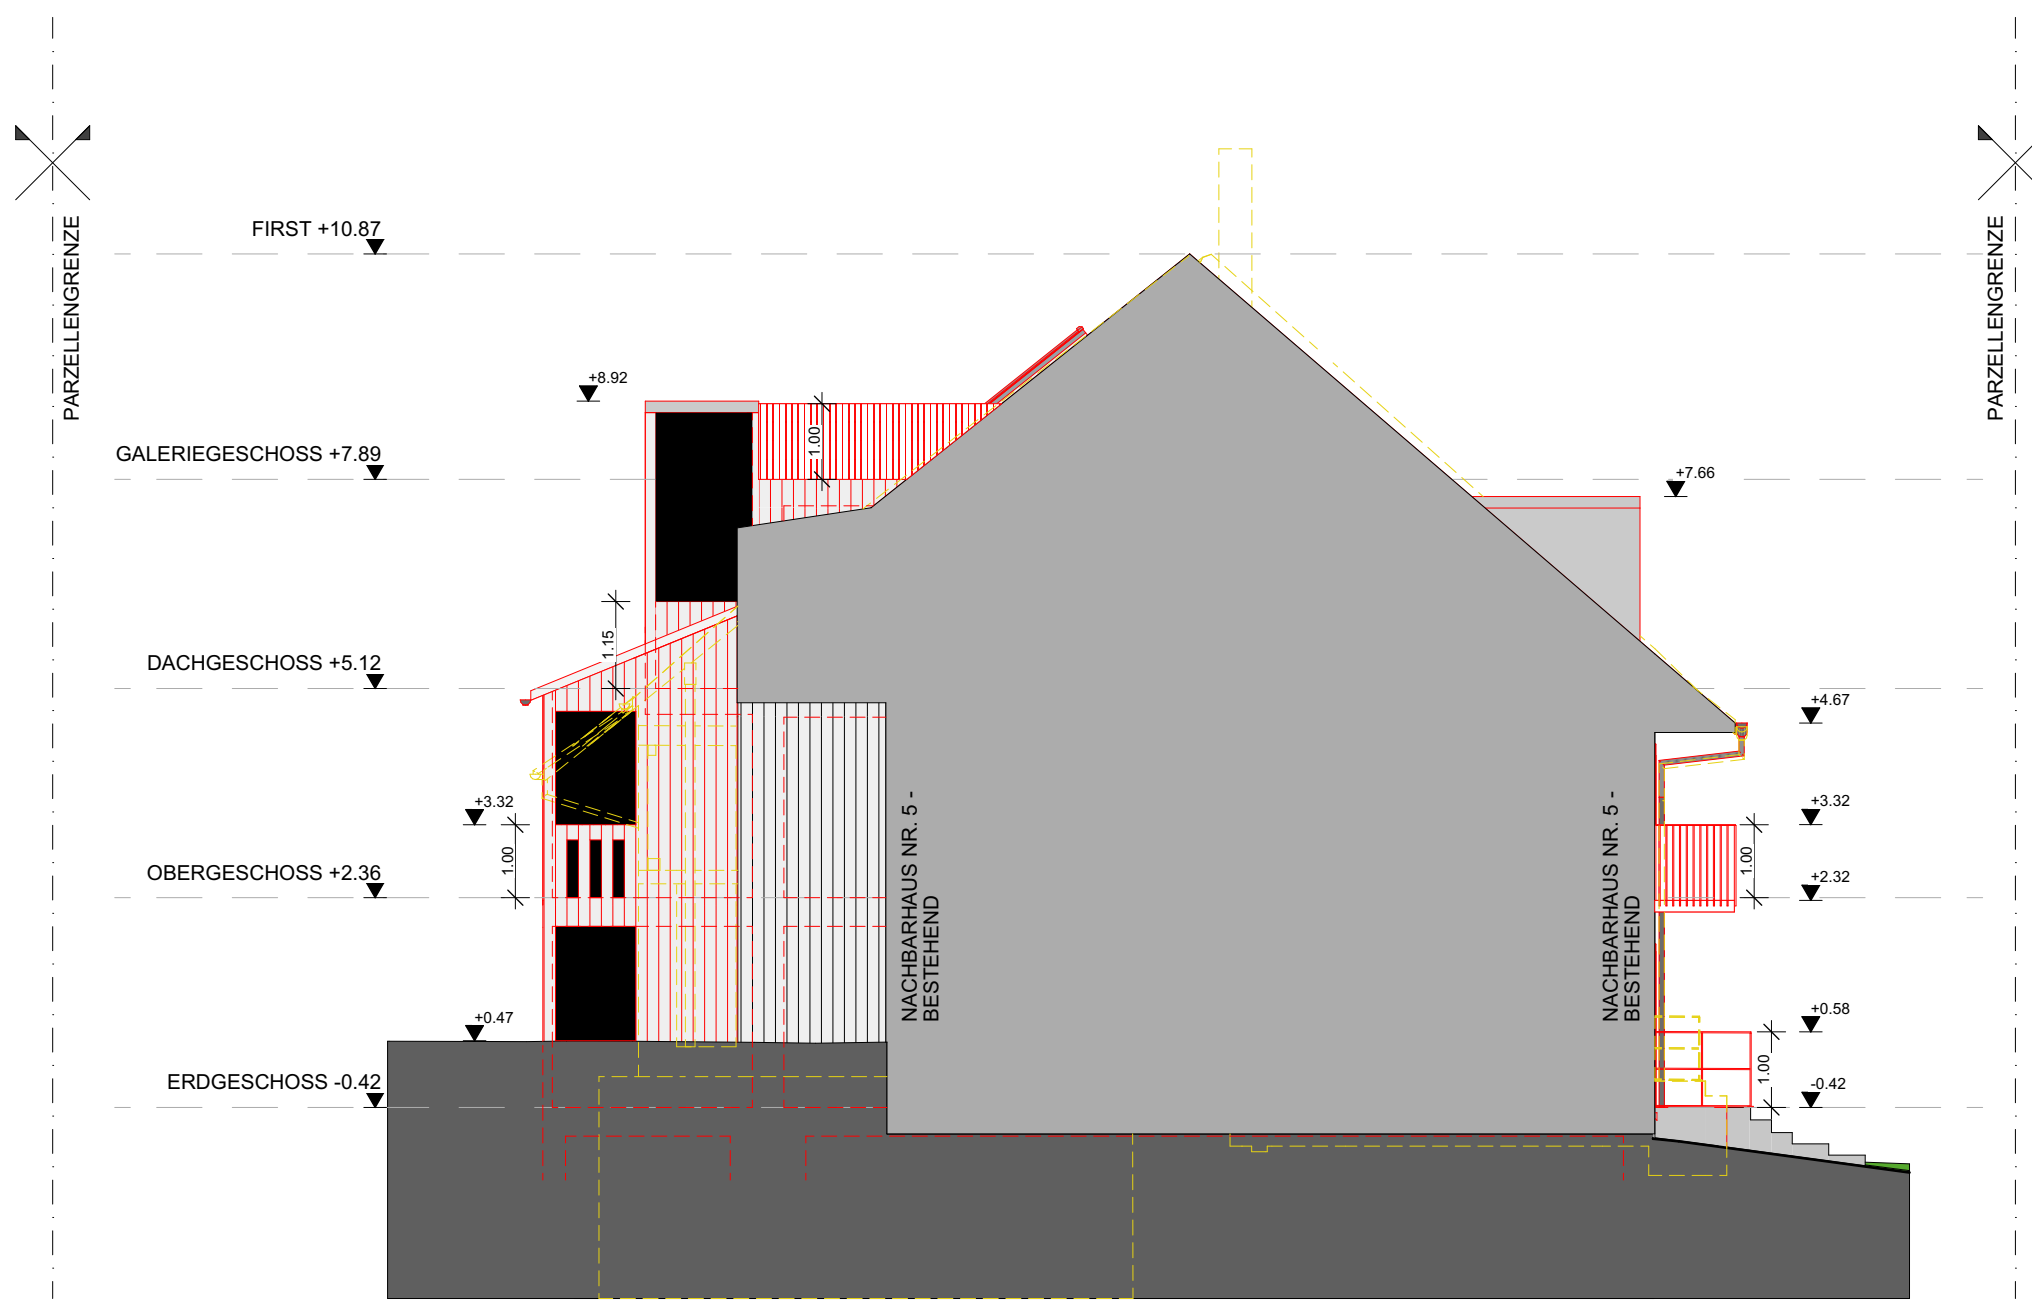 PARZELLENGRENZE
PARZELLENGRENZE
FIRST +10.87
+8.92
1.00
GALERIEGESCHOSS +7.89
+7.66
1.15
DACHGESCHOSS +5.12
+4.67
+3.32
+3.32
1.00
1.00
OBERGESCHOSS +2.36
+2.32
NACHBARHAUS NR. 5 -
BESTEHEND
NACHBARHAUS NR. 5 -
BESTEHEND
+0.47
+0.58
1.00
ERDGESCHOSS -0.42
-0.42